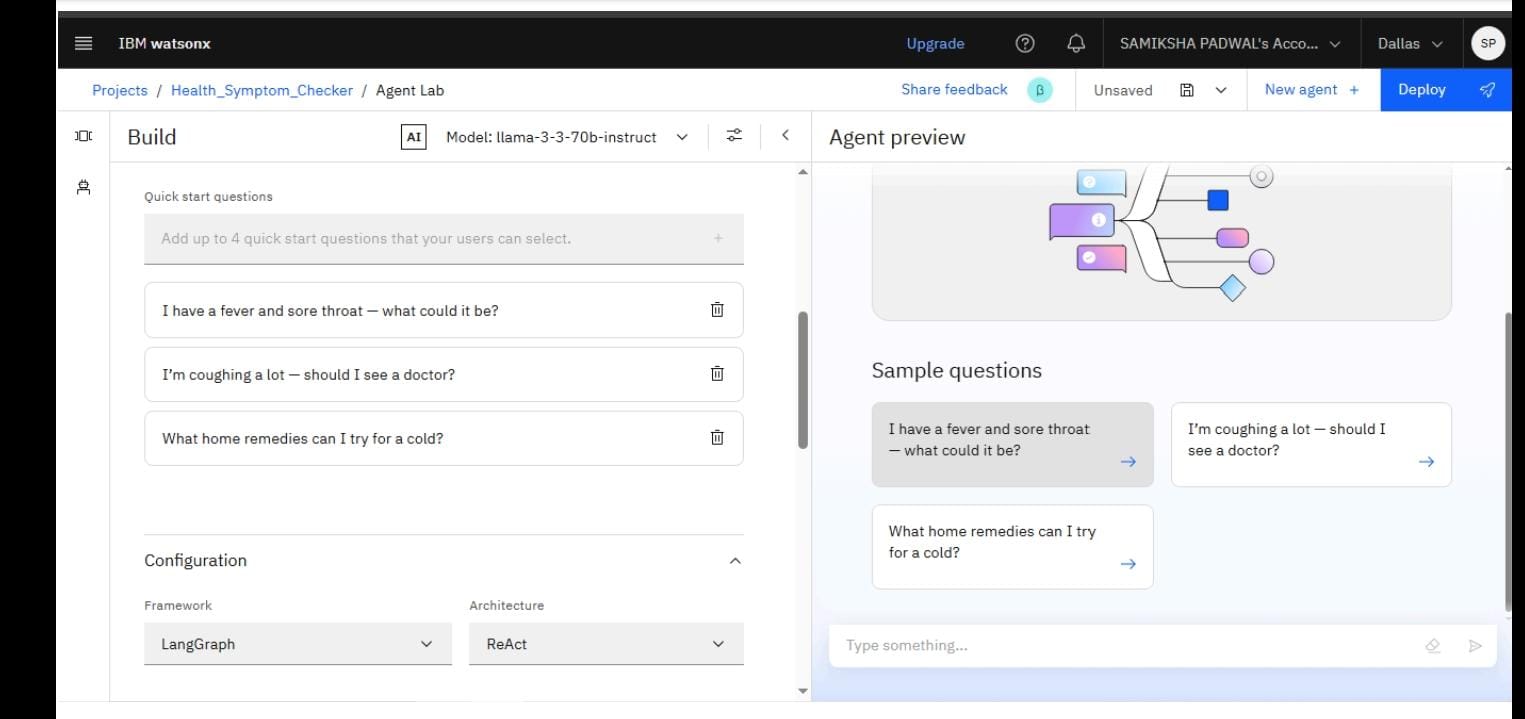 IBM watsonx
Upgrade
SAMIKSHA PADWAL's Acco...
Dallas
SP
Projects / Health_Symptom_Checker / Agent Lab
Share feedback
β
Unsaved
New agent +
Deploy
Build
AI
Model: llama-3-3-70b-instruct
Agent preview
Quick start questions
Add up to 4 quick start questions that your users can select.
I have a fever and sore throat — what could it be?
I’m coughing a lot — should I see a doctor?
What home remedies can I try for a cold?
Configuration
Framework
Architecture
LangGraph
ReAct
Sample questions
I have a fever and sore throat
— what could it be?
I’m coughing a lot — should I
see a doctor?
What home remedies can I try
for a cold?
Type something...